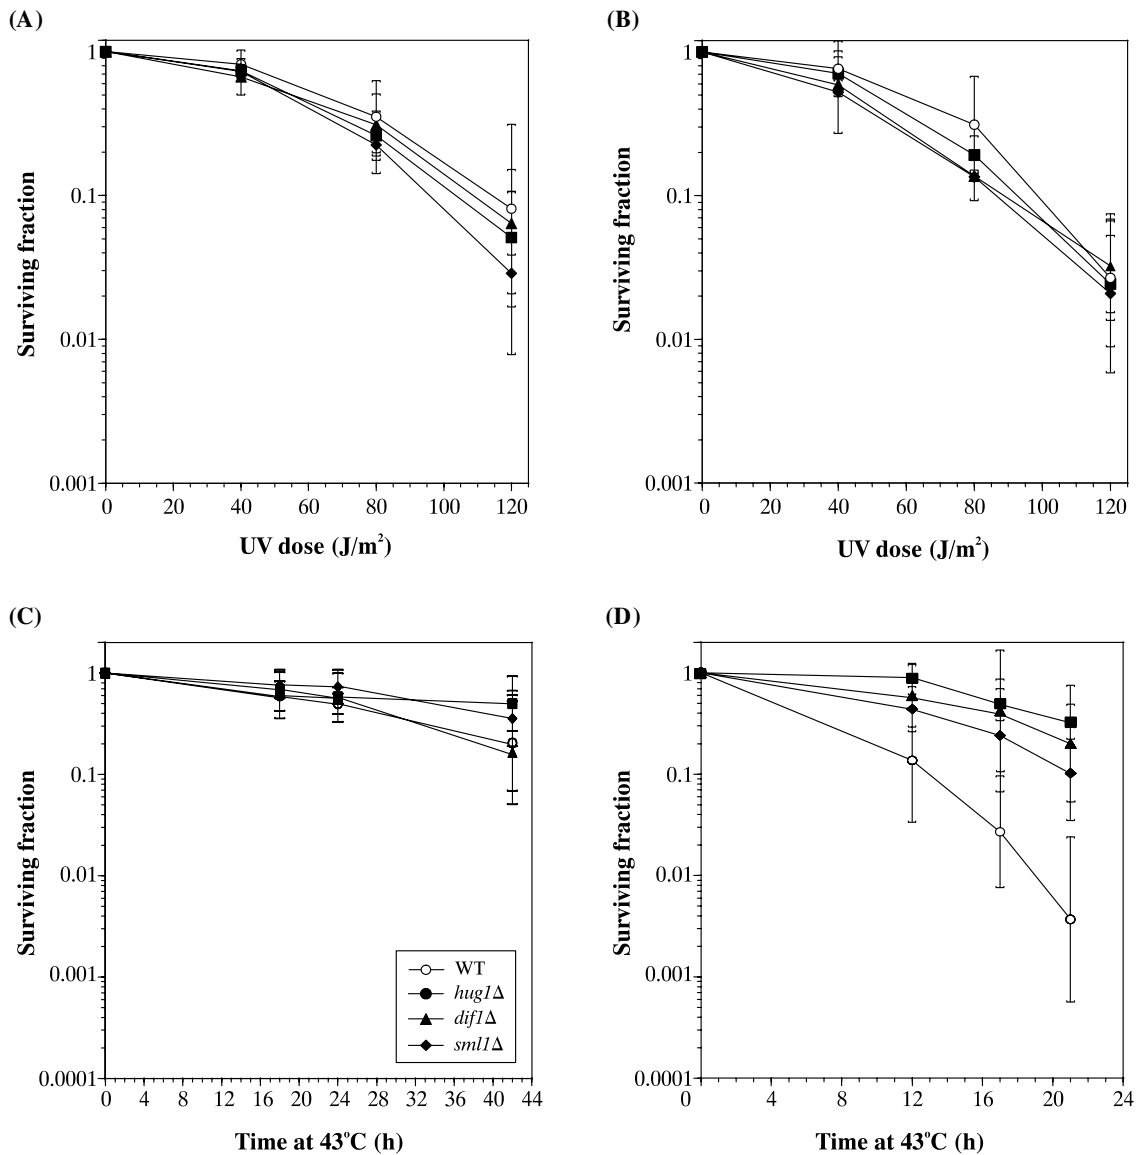 (A)
(B)
1
0.1
0.01
0.001
Surviving fraction
0 20 40 60 80 100 120
UV dose (J/m²)
1
0.1
0.01
0.001
Surviving fraction
0 20 40 60 80 100 120
UV dose (J/m²)
(C)
(D)
1
0.1
0.01
0.001
0.0001
Surviving fraction
WT
hug1Δ
dif1Δ
sml1Δ
0 4 8 12 16 20 24 28 32 36 40 44
Time at 43°C (h)
1
0.1
0.01
0.001
0.0001
Surviving fraction
0 4 8 12 16 20 24
Time at 43°C (h)